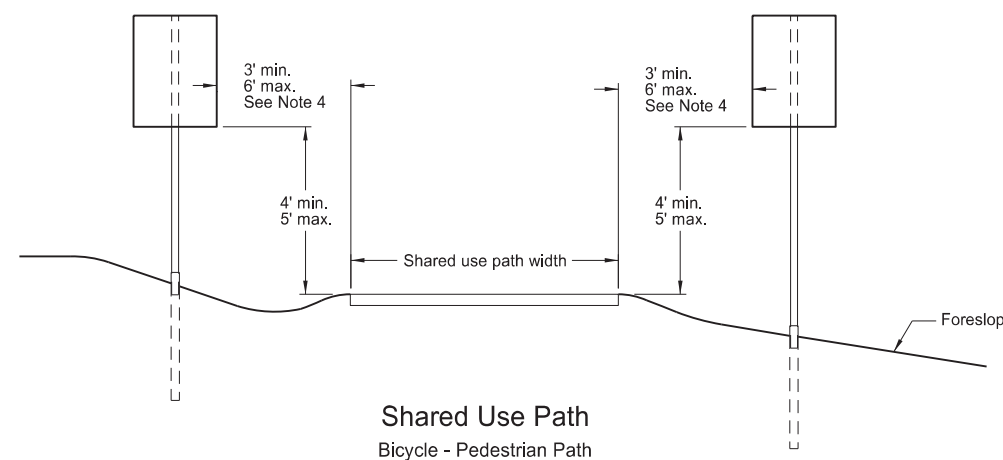 3' min.
6' max.
See Note 4
3' min.
6' max.
See Note 4
4' min.
5' max.
4' min.
5' max.
Shared use path width
Foreslop
Shared Use Path
Bicycle - Pedestrian Path